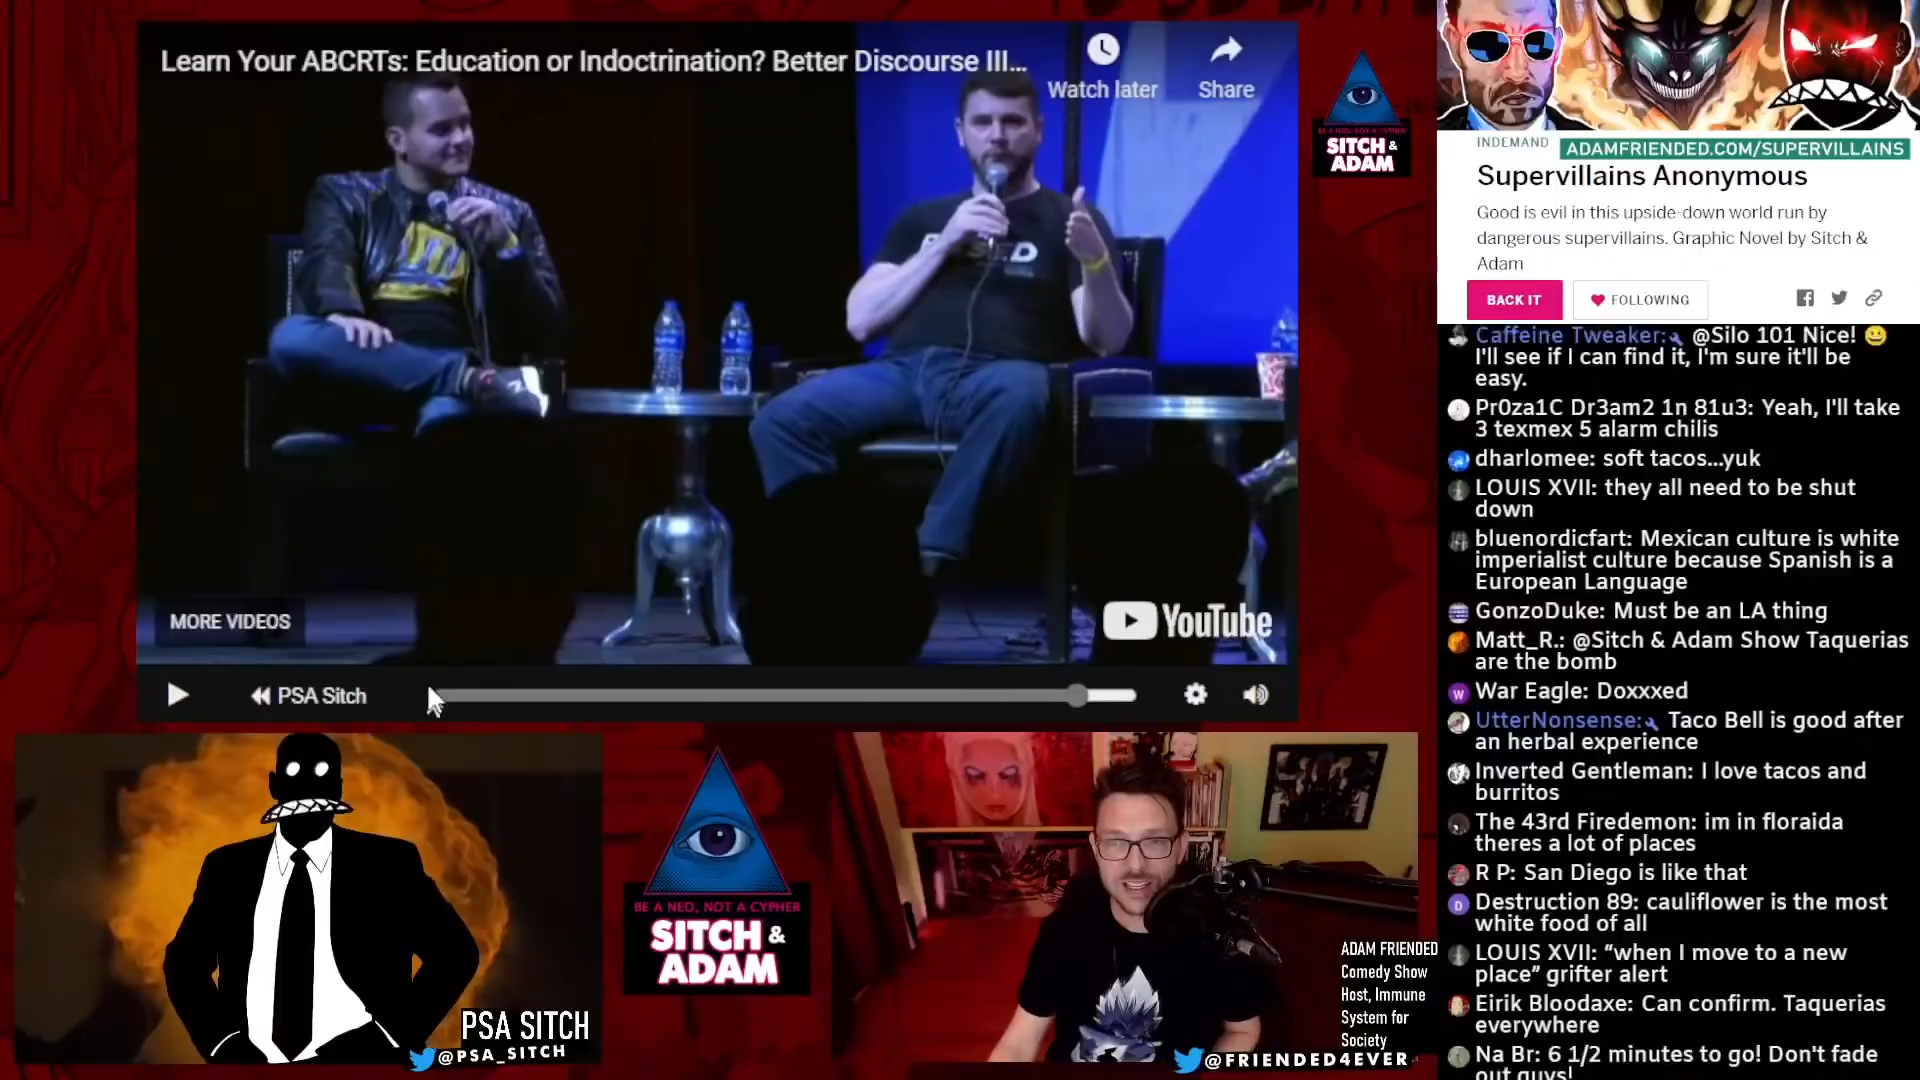 Learn Your ABCRTs: Education or Indoctrination? Better Discourse III...
Watch later
Share
MORE VIDEOS
YouTube
PSA Sitch
BE A NEO, NOT A CYPHER
SITCH &
ADAM
INDEMAND
ADAMFRIENDED.COM/SUPERVILLAINS
Supervillains Anonymous
Good is evil in this upside-down world run by
dangerous supervillains. Graphic Novel by Sitch &
Adam
BACK IT
FOLLOWING
Caffeine Tweaker: @Silo 101 Nice! 😀
I'll see if I can find it, I'm sure it'll be
easy.
Pr0za1C Dr3am2 1n 81u3: Yeah, I'll take
3 texmex 5 alarm chilis
dharlomee: soft tacos...yuk
LOUIS XVII: they all need to be shut
down
bluenordicfart: Mexican culture is white
imperialist culture because Spanish is a
European Language
GonzoDuke: Must be an LA thing
Matt_R.: @Sitch & Adam Show Taquerias
are the bomb
War Eagle: Doxxxed
UtterNonsense: Taco Bell is good after
an herbal experience
Inverted Gentleman: I love tacos and
burritos
The 43rd Firedemon: im in floraida
theres a lot of places
R P: San Diego is like that
Destruction 89: cauliflower is the most
white food of all
LOUIS XVII: “when I move to a new
place” grifter alert
Eirik Bloodaxe: Can confirm. Taquerias
everywhere
Na Br: 6 1/2 minutes to go! Don't fade
out guys!
PSA SITCH
@PSA_SITCH
BE A NEO, NOT A CYPHER
SITCH &
ADAM
ADAM FRIENDED
Comedy Show
Host, Immune
System for
Society
@FRIENDED4EVER